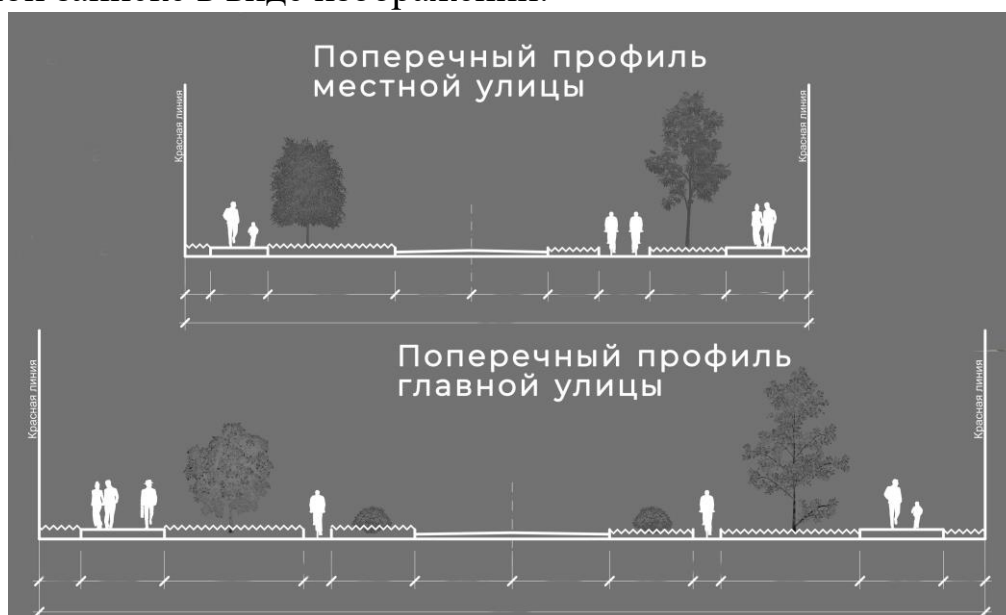 Поперечный профиль
местной улицы
Красная линия
Красная линия
Поперечный профиль
главной улицы
Красная линия
Красная линия